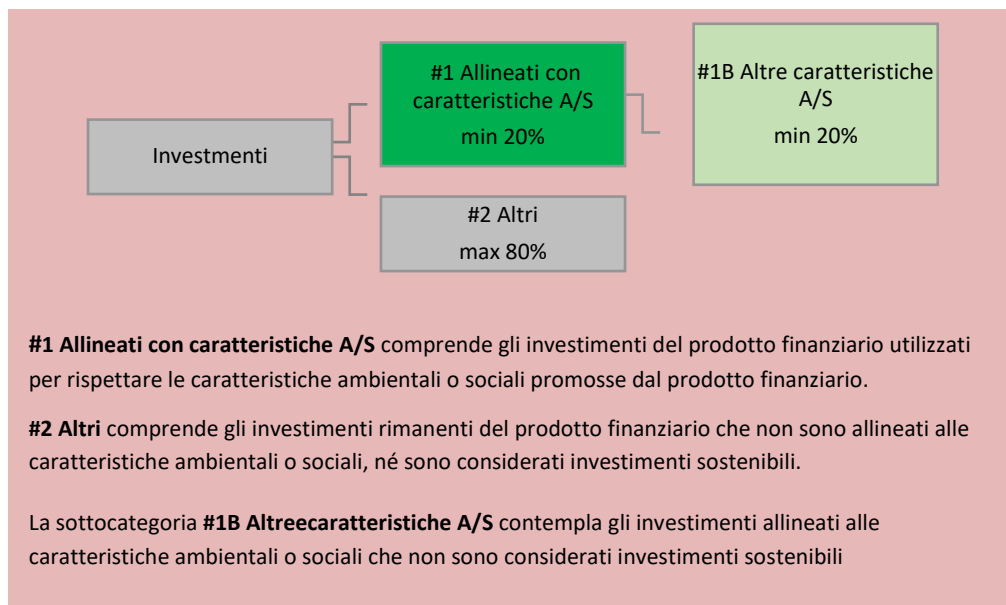 #1 Allineati con
caratteristiche A/S
min 20%
#1B Altre caratteristiche
A/S
min 20%
Investmenti
#2 Altri
max 80%
#1 Allineati con caratteristiche A/S comprende gli investimenti del prodotto finanziario utilizzati
per rispettare le caratteristiche ambientali o sociali promosse dal prodotto finanziario.
#2 Altri comprende gli investimenti rimanenti del prodotto finanziario che non sono allineati alle
caratteristiche ambientali o sociali, né sono considerati investimenti sostenibili.
La sottocategoria #1B Altreecaratteristiche A/S contempla gli investimenti allineati alle
caratteristiche ambientali o sociali che non sono considerati investimenti sostenibili